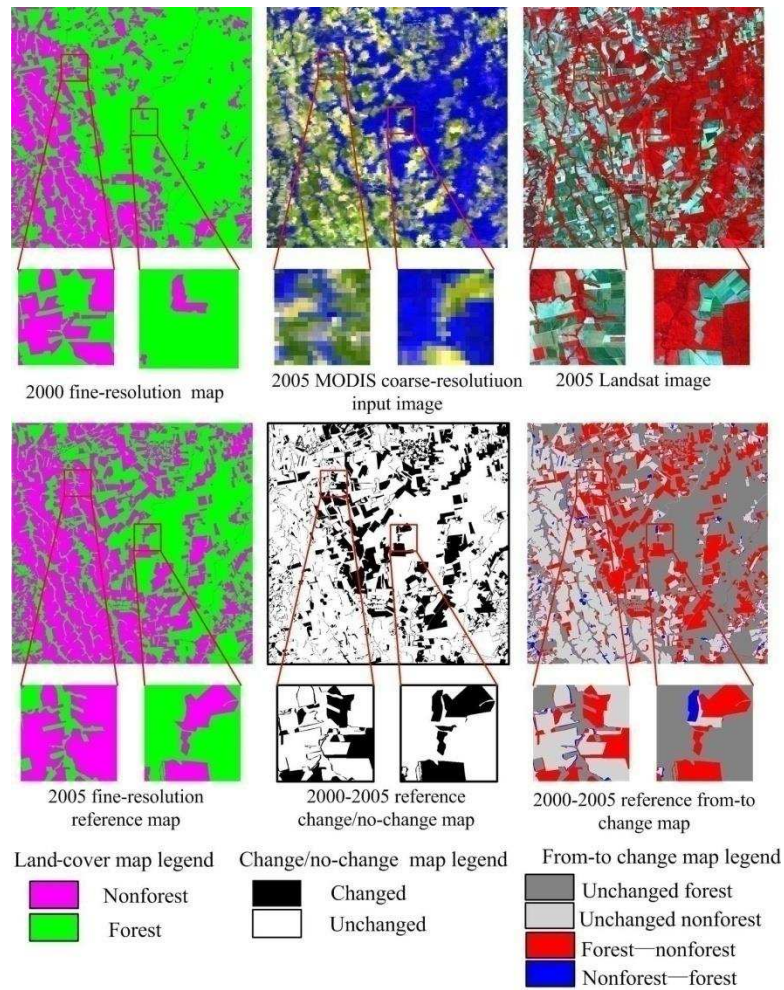 2000 fine-resolution map
2005 MODIS coarse-resolutiuon
input image
2005 Landsat image
2005 fine-resolution
reference map
2000-2005 reference
change/no-change map
2000-2005 reference from-to
change map
Land-cover map legend
Nonforest
Forest
Change/no-change map legend
Changed
Unchanged
From-to change map legend
Unchanged forest
Unchanged nonforest
Forest—nonforest
Nonforest—forest